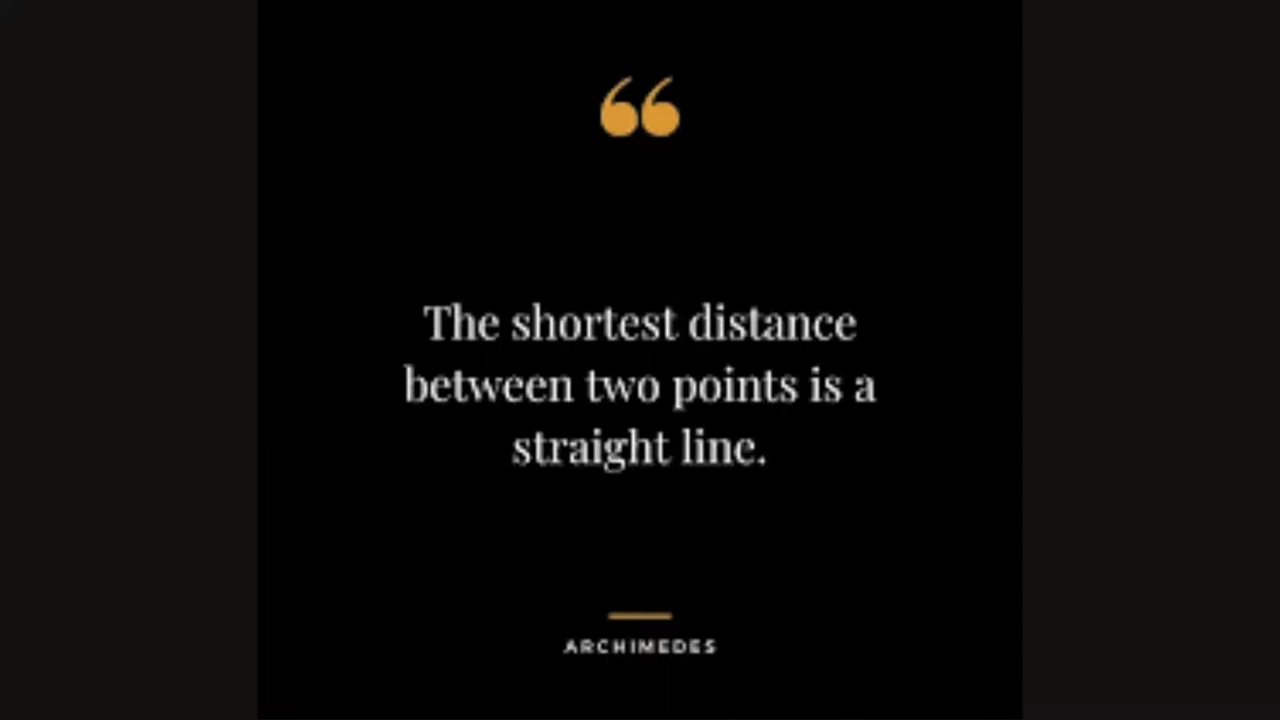 “
The shortest distance
between two points is a
straight line.
ARCHIMEDES